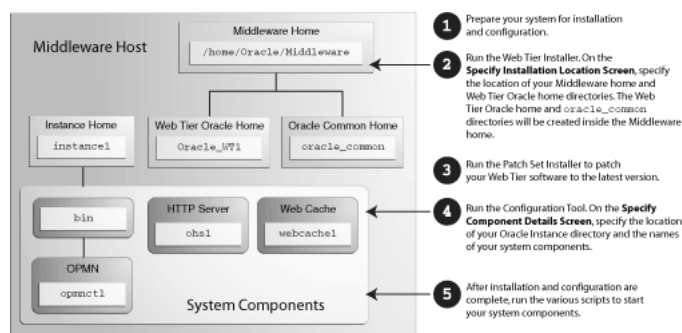 Middleware Host
Middleware Home
/home/Oracle/Middleware
Instance Home
instance1
Web Tier Oracle Home
Oracle_WT1
Oracle Common Home
oracle_common
bin
HTTP Server
ohs1
Web Cache
webcache1
OPMN
opmnctl
System Components
1
Prepare your system for installation
and configuration.
2
Run the Web Tier Installer. On the
Specify Installation Location Screen, specify
the location of your Middleware home and
Web Tier Oracle home directories. The Web
Tier Oracle home and oracle_common
directories will be created inside the Middleware
home.
3
Run the Patch Set Installer to patch
your Web Tier software to the latest version.
4
Run the Configuration Tool. On the Specify
Component Details Screen, specify the location
of your Oracle Instance directory and the names
of your system components.
5
After installation and configuration are
complete, run the various scripts to start
your system components.